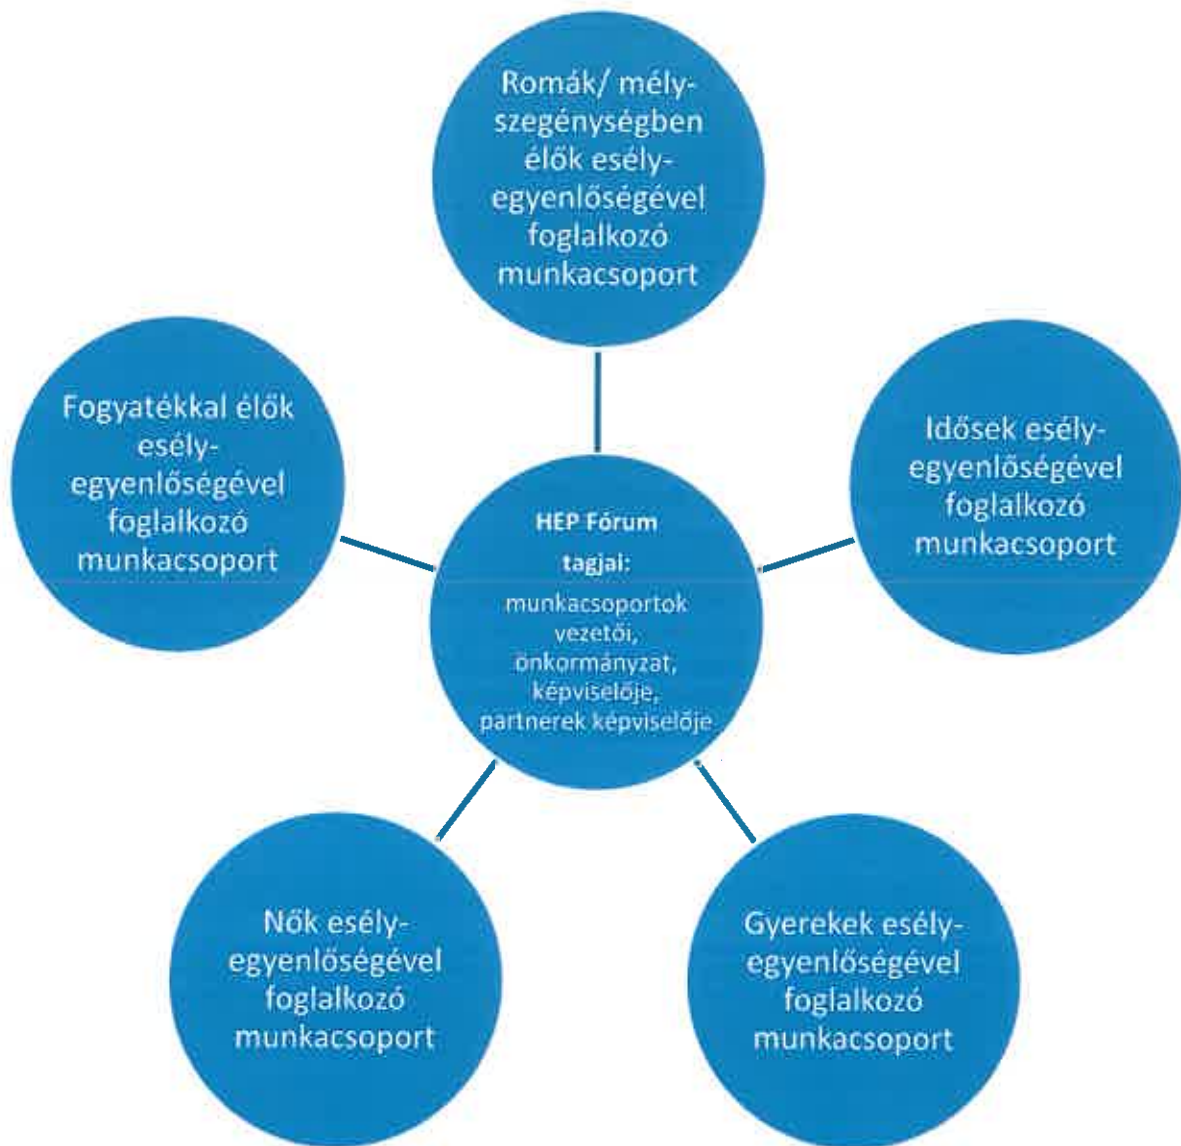 Romák/ mély-
szegénységben
élők esély-
egyenlőségével
foglalkozó
munkacsoport
Fogyatékkal élők
esély-
egyenlőségével
foglalkozó
munkacsoport
Idősek esély-
egyenlőségével
foglalkozó
munkacsoport
HEP Fórum
tagjai:
munkacsoportok
vezetői,
önkormányzat,
képviselője,
partnerek képviselője
Nők esély-
egyenlőségével
foglalkozó
munkacsoport
Gyerekek esély-
egyenlőségével
foglalkozó
munkacsoport